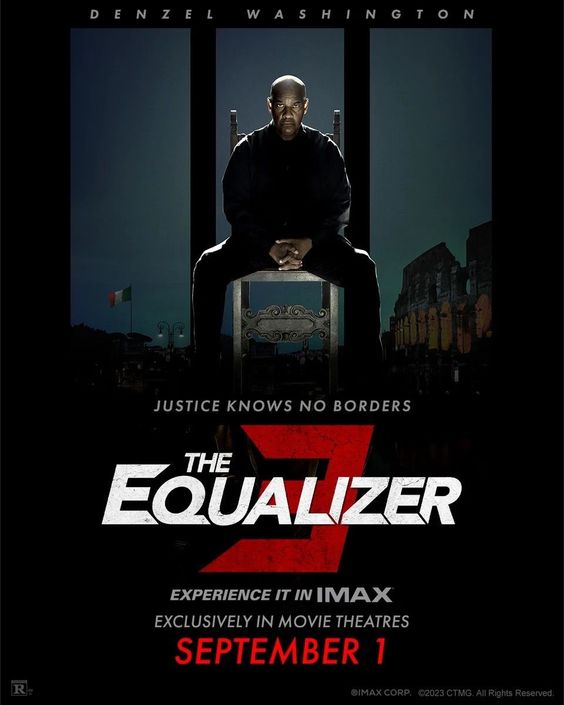 DENZEL WASHINGTON
JUSTICE KNOWS NO BORDERS
THE
EQUALIZER
3
EXPERIENCE IT IN IMAX
EXCLUSIVELY IN MOVIE THEATRES
SEPTEMBER 1
R
®IMAX CORP. ©2023 CTMG. All Rights Reserved.